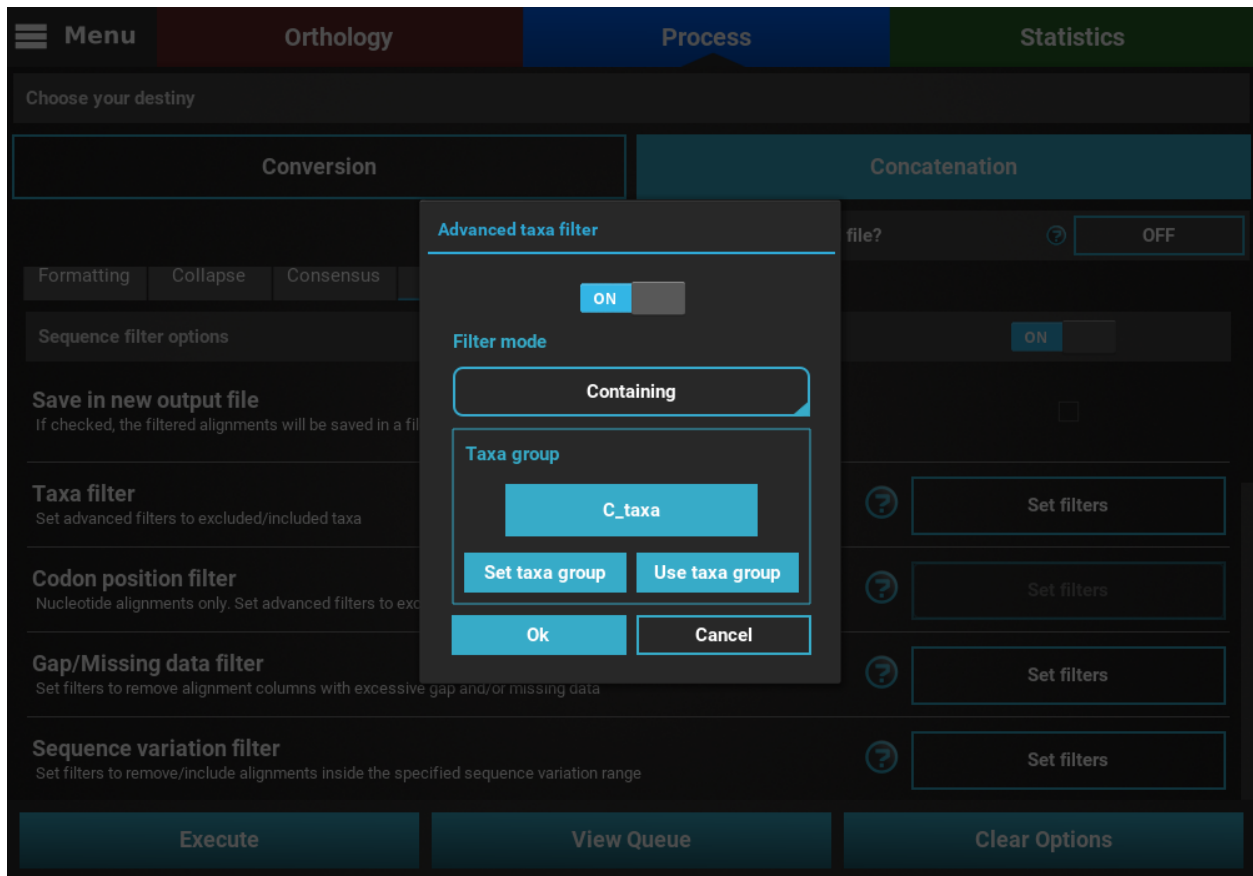 Menu
Orthology
Process
Statistics
Choose your destiny
Conversion
Concatenation
file?
?
OFF
Formatting
Collapse
Consensus
Sequence filter options
ON
Save in new output file
If checked, the filtered alignments will be saved in a fil
Taxa filter
Set advanced filters to excluded/included taxa
?
Set filters
Codon position filter
Nucleotide alignments only. Set advanced filters to exc
?
Set filters
Gap/Missing data filter
Set filters to remove alignment columns with excessive gap and/or missing data
?
Set filters
Sequence variation filter
Set filters to remove/include alignments inside the specified sequence variation range
?
Set filters
Execute
View Queue
Clear Options
Advanced taxa filter
ON
Filter mode
Containing
Taxa group
C_taxa
Set taxa group
Use taxa group
Ok
Cancel